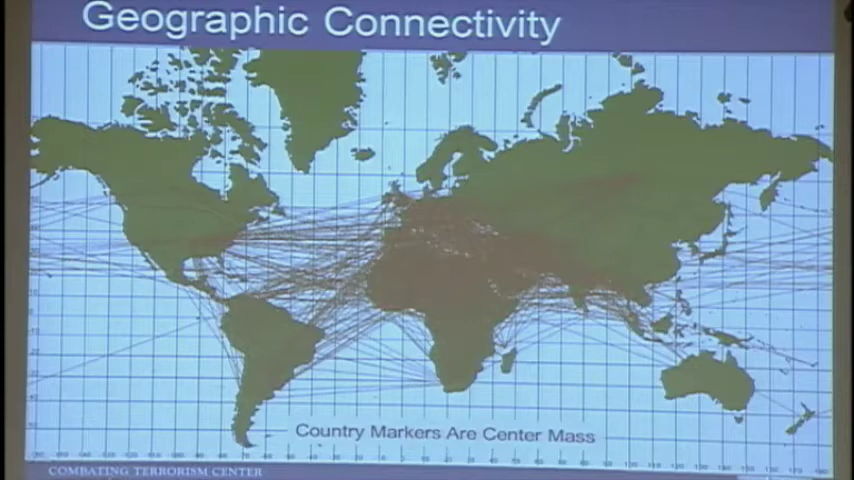 Geographic Connectivity
Country Markers Are Center Mass
COMBATING TERRORISM CENTER